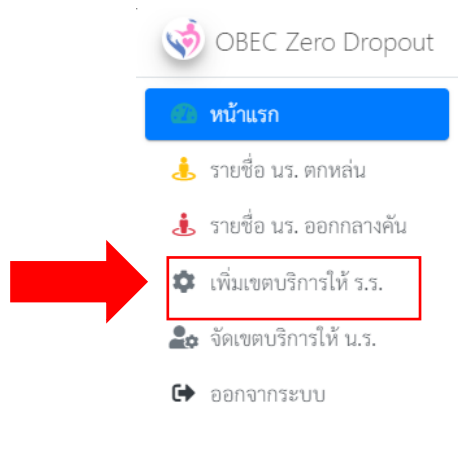 OBEC Zero Dropout
หน้าแรก
รายชื่อ นร. ตกหล่น
รายชื่อ นร. ออกกลางคัน
เพิ่มเขตบริการให้ ร.ร.
จัดเขตบริการให้ น.ร.
ออกจากระบบ